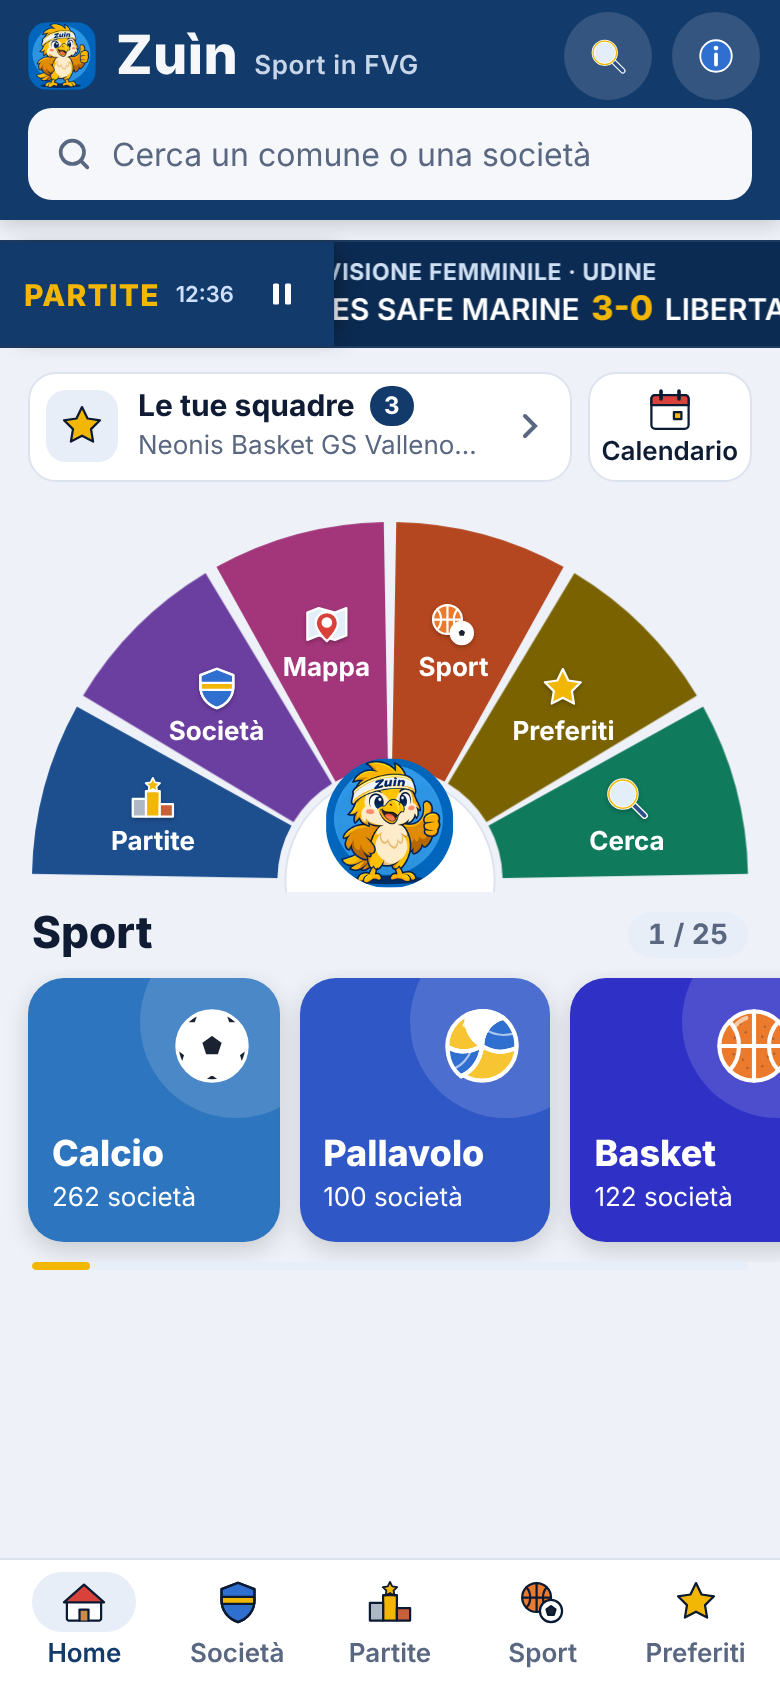 Zuin
Zuìn Sport in FVG
Cerca un comune o una società
PARTITE 12:36
VISIONE FEMMINILE · UDINE
ES SAFE MARINE 3-0 LIBERTA
Le tue squadre 3
Neonis Basket GS Valleno...
Calendario
Mappa
Sport
Società
Preferiti
Partite
Cerca
Zuin
Sport
1 / 25
Calcio
262 società
Pallavolo
100 società
Basket
122 società
Home
Società
Partite
Sport
Preferiti